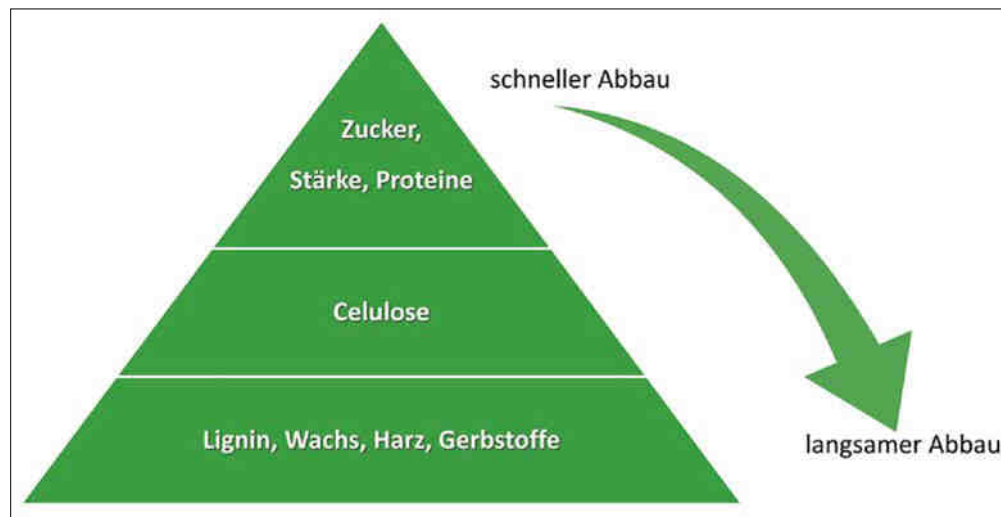 schneller Abbau
Zucker,
Stärke, Proteine
Celulose
Lignin, Wachs, Harz, Gerbstoffe
langsamer Abbau